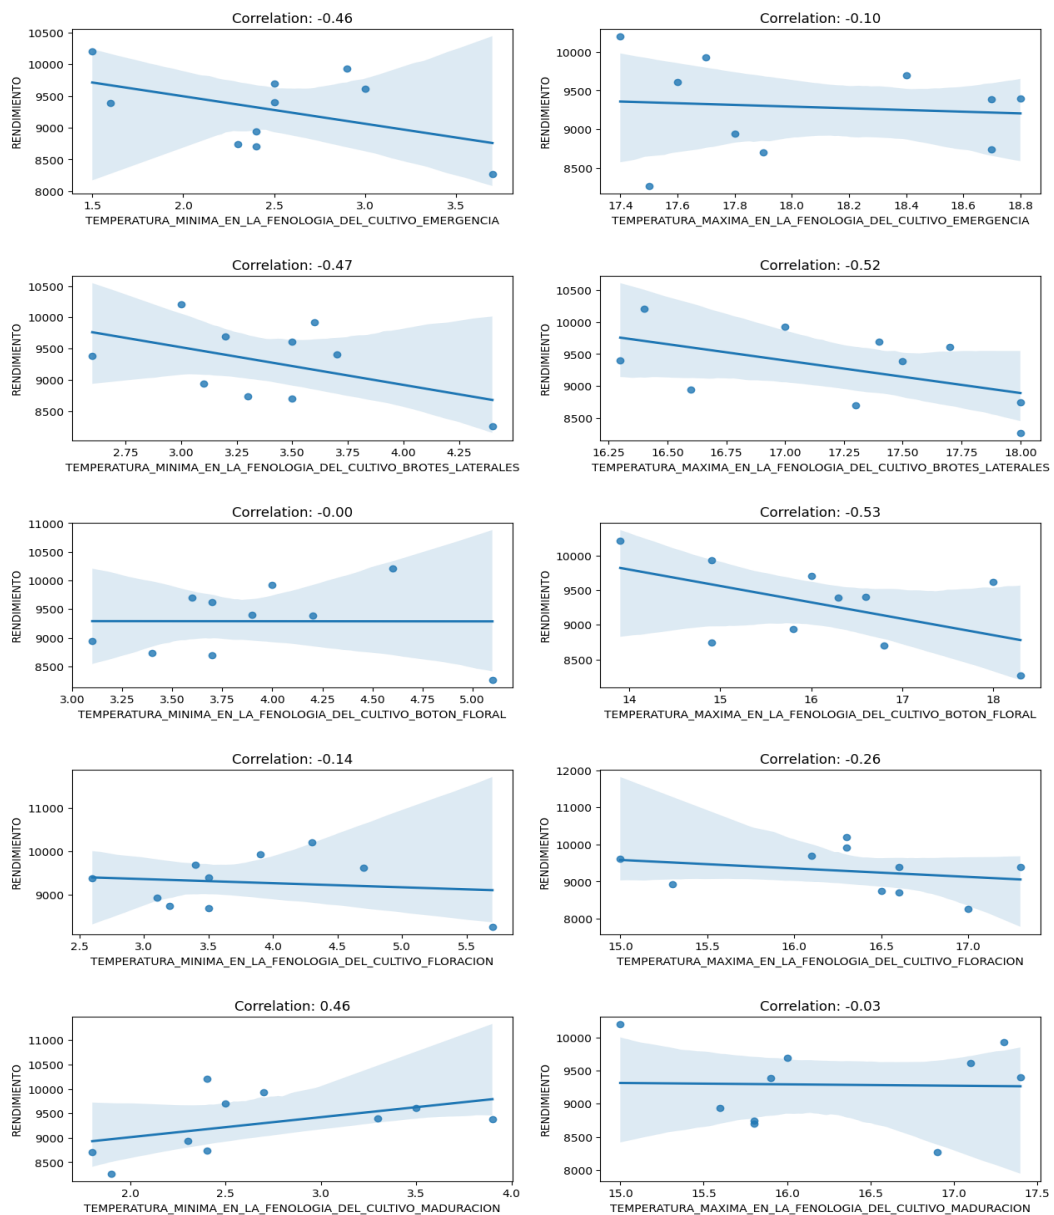 Correlation: -0.46
10500
10000
9500
9000
8500
8000
RENDIMIENTO
1.5 2.0 2.5 3.0 3.5
TEMPERATURA_MINIMA_EN_LA_FENOLOGIA_DEL_CULTIVO_EMERGENCIA
Correlation: -0.10
10000
9500
9000
8500
RENDIMIENTO
17.4 17.6 17.8 18.0 18.2 18.4 18.6 18.8
TEMPERATURA_MAXIMA_EN_LA_FENOLOGIA_DEL_CULTIVO_EMERGENCIA
Correlation: -0.47
10500
10000
9500
9000
8500
RENDIMIENTO
2.75 3.00 3.25 3.50 3.75 4.00 4.25
TEMPERATURA_MINIMA_EN_LA_FENOLOGIA_DEL_CULTIVO_BROTES_LATERALES
Correlation: -0.52
10500
10000
9500
9000
8500
RENDIMIENTO
16.25 16.50 16.75 17.00 17.25 17.50 17.75 18.00
TEMPERATURA_MAXIMA_EN_LA_FENOLOGIA_DEL_CULTIVO_BROTES_LATERALES
Correlation: -0.00
11000
10500
10000
9500
9000
8500
RENDIMIENTO
3.00 3.25 3.50 3.75 4.00 4.25 4.50 4.75 5.00
TEMPERATURA_MINIMA_EN_LA_FENOLOGIA_DEL_CULTIVO_BOTON_FLORAL
Correlation: -0.53
10000
9500
9000
8500
RENDIMIENTO
14 15 16 17 18
TEMPERATURA_MAXIMA_EN_LA_FENOLOGIA_DEL_CULTIVO_BOTON_FLORAL
Correlation: -0.14
11000
10000
9000
RENDIMIENTO
2.5 3.0 3.5 4.0 4.5 5.0 5.5
TEMPERATURA_MINIMA_EN_LA_FENOLOGIA_DEL_CULTIVO_FLORACION
Correlation: -0.26
12000
11000
10000
9000
8000
RENDIMIENTO
15.0 15.5 16.0 16.5 17.0
TEMPERATURA_MAXIMA_EN_LA_FENOLOGIA_DEL_CULTIVO_FLORACION
Correlation: 0.46
11000
10500
10000
9500
9000
8500
RENDIMIENTO
2.0 2.5 3.0 3.5 4.0
TEMPERATURA_MINIMA_EN_LA_FENOLOGIA_DEL_CULTIVO_MADURACION
Correlation: -0.03
10000
9500
9000
8500
8000
RENDIMIENTO
15.0 15.5 16.0 16.5 17.0 17.5
TEMPERATURA_MAXIMA_EN_LA_FENOLOGIA_DEL_CULTIVO_MADURACION